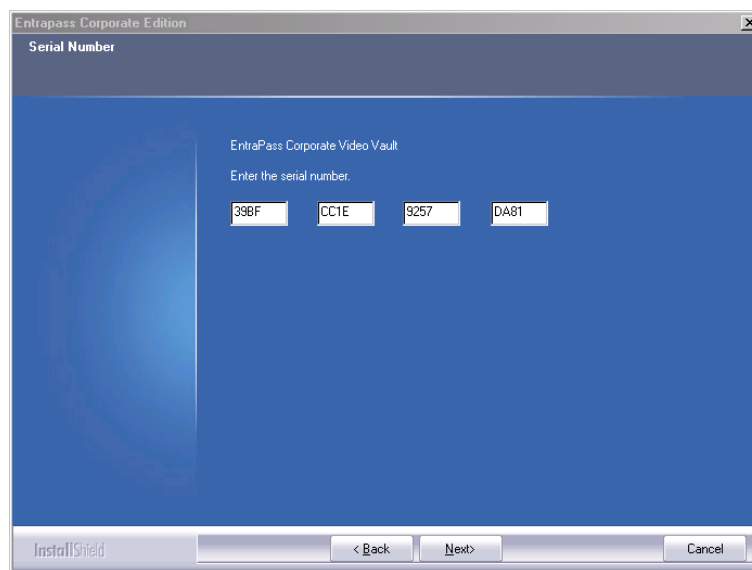 Entrapass Corporate Edition
Serial Number
EntraPass Corporate Video Vault
Enter the serial number.
39BF CC1E 9257 DA81
InstallShield
< Back Next> Cancel